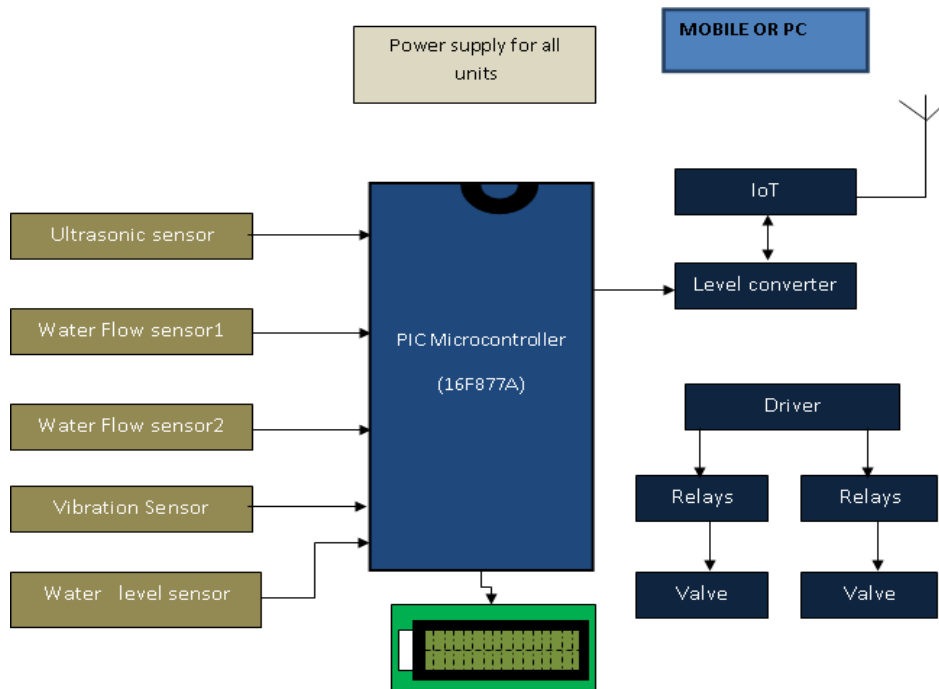 Power supply for all
units
MOBILE OR PC
IoT
Ultrasonic sensor
Level converter
Water Flow sensor1
PIC Microcontroller
(16F877A)
Water Flow sensor2
Driver
Vibration Sensor
Relays
Relays
Water level sensor
Valve
Valve